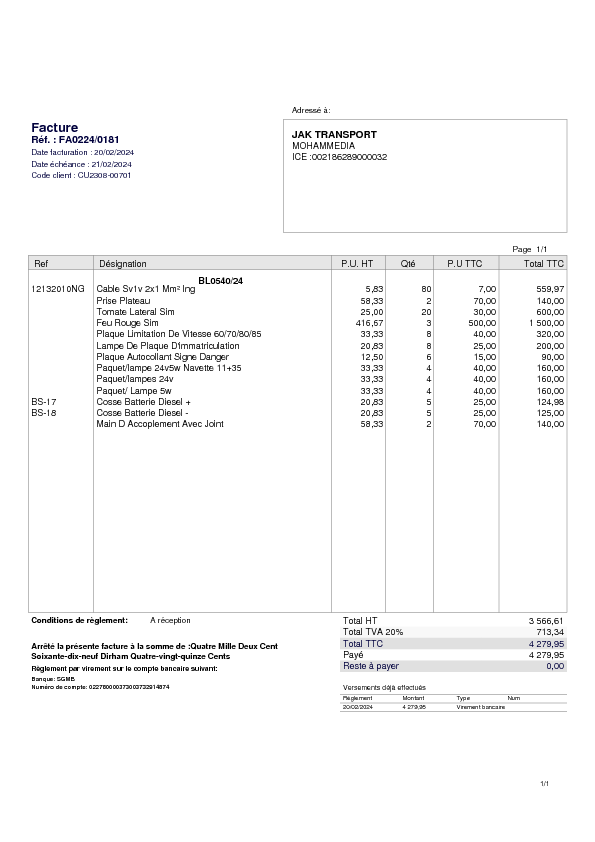 Adressé à:
Facture
Réf. : FA0224/0181
Date facturation : 20/02/2024
Date échéance : 21/02/2024
Code client : CU2308-00701
JAK TRANSPORT
MOHAMMEDIA
ICE :002186289000032
Page 1/1
Ref Désignation P.U. HT Qté P.U TTC Total TTC
BL0540/24
12132010NG Cable Sv1v 2x1 Mm² Ing 5,83 80 7,00 559,97
Prise Plateau 58,33 2 70,00 140,00
Tomate Lateral Sim 25,00 20 30,00 600,00
Feu Rouge Sim 416,67 3 500,00 1 500,00
Plaque Limitation De Vitesse 60/70/80/85 33,33 8 40,00 320,00
Lampe De Plaque D'immatriculation 20,83 8 25,00 200,00
Plaque Autocollant Signe Danger 12,50 6 15,00 90,00
Paquet/lampe 24v5w Navette 11+35 33,33 4 40,00 160,00
Paquet/lampes 24v 33,33 4 40,00 160,00
Paquet/ Lampe 5w 33,33 4 40,00 160,00
BS-17 Cosse Batterie Diesel + 20,83 5 25,00 124,98
BS-18 Cosse Batterie Diesel - 20,83 5 25,00 125,00
Main D Accoplement Avec Joint 58,33 2 70,00 140,00
Conditions de règlement: A réception
Total HT 3 566,61
Total TVA 20% 713,34
Total TTC 4 279,95
Payé 4 279,95
Reste à payer 0,00
Arrêté la présente facture à la somme de :Quatre Mille Deux Cent
Soixante-dix-neuf Dirham Quatre-vingt-quinze Cents
Règlement par virement sur le compte bancaire suivant:
Banque: SGMB
Numéro de compte: 022780000373003732914874
Versements déjà effectués
Règlement Montant Type Num
20/02/2024 4 279,95 Virement bancaire
1/1